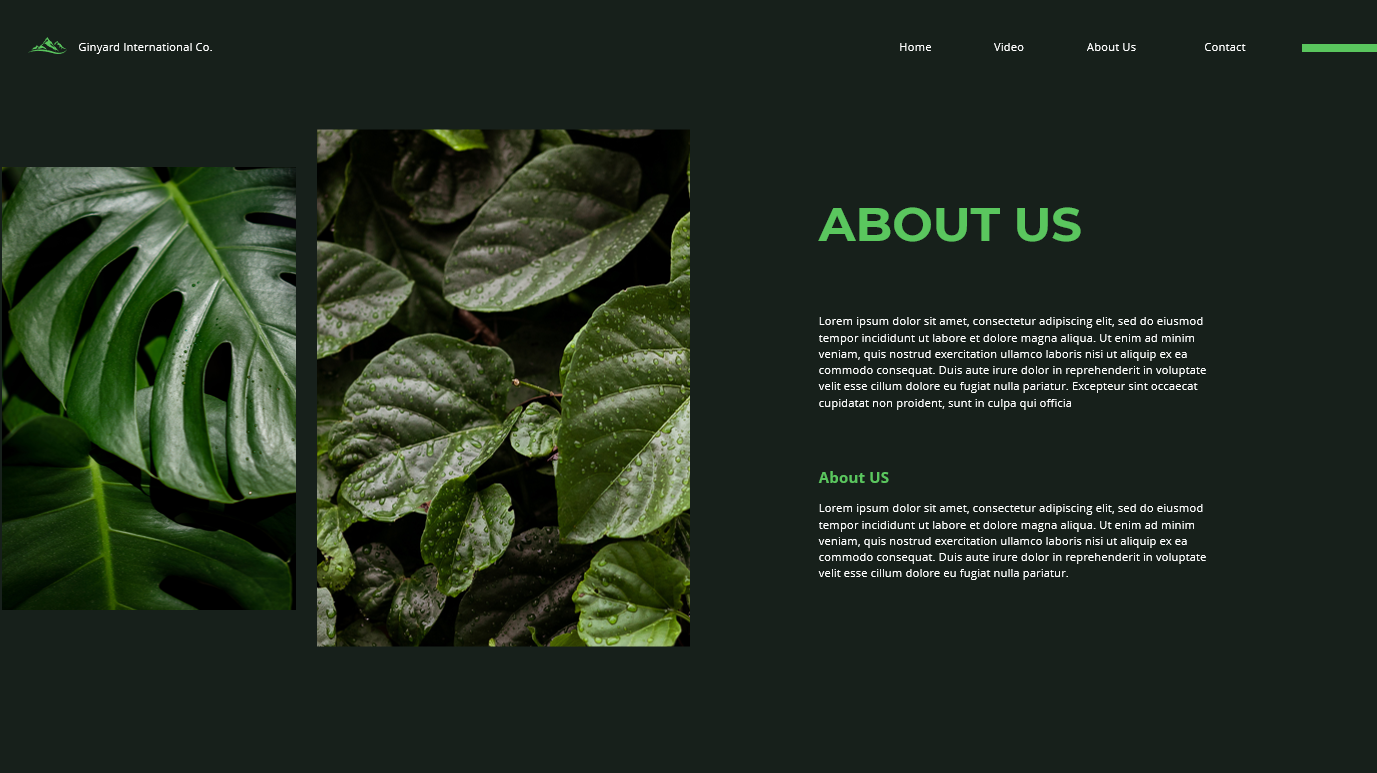 Ginyard International Co.
Home
Video
About Us
Contact
ABOUT US
Lorem ipsum dolor sit amet, consectetur adipiscing elit, sed do eiusmod
tempor incididunt ut labore et dolore magna aliqua. Ut enim ad minim
veniam, quis nostrud exercitation ullamco laboris nisi ut aliquip ex ea
commodo consequat. Duis aute irure dolor in reprehenderit in voluptate
velit esse cillum dolore eu fugiat nulla pariatur. Excepteur sint occaecat
cupidatat non proident, sunt in culpa qui officia
About US
Lorem ipsum dolor sit amet, consectetur adipiscing elit, sed do eiusmod
tempor incididunt ut labore et dolore magna aliqua. Ut enim ad minim
veniam, quis nostrud exercitation ullamco laboris nisi ut aliquip ex ea
commodo consequat. Duis aute irure dolor in reprehenderit in voluptate
velit esse cillum dolore eu fugiat nulla pariatur.